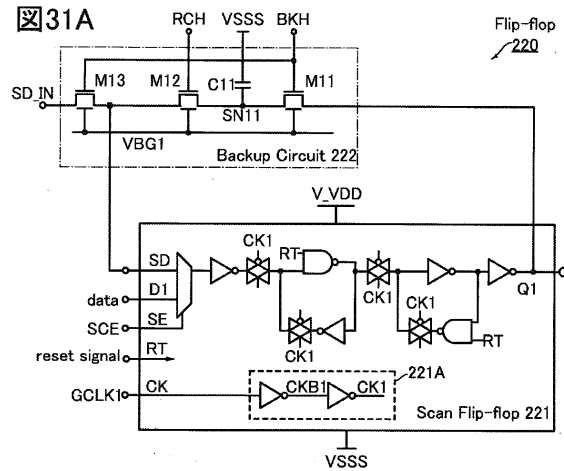 図31A
RCH
VSSS
BKH
Flip-flop
220
M13
M12
C11
M11
SD_IN
SN11
VBG1
Backup Circuit 222
V_VDD
CK1
SD
RT
CK1
data
D1
CK1
Q1
SCE
SE
CK1
RT
reset signal
RT
CK1
221A
GCLK1
CK
CKB1
CK1
Scan Flip-flop 221
VSSS